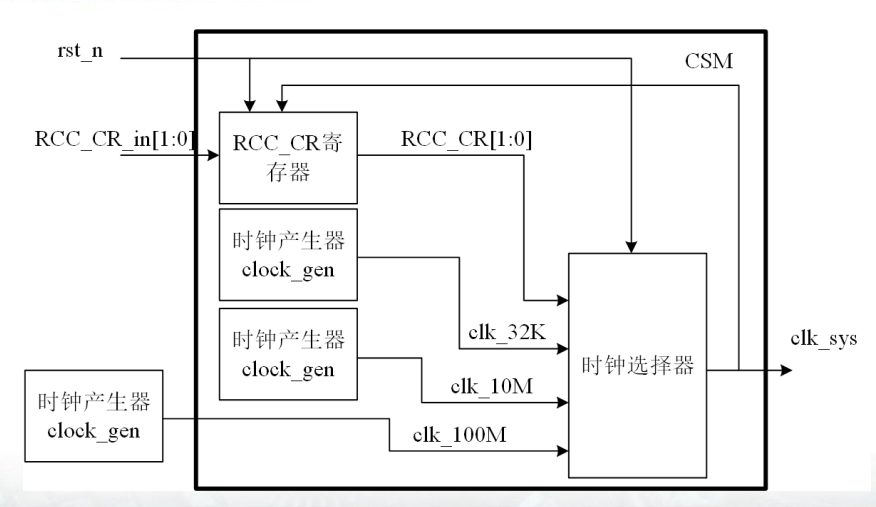 rst_n
CSM
RCC_CR_in[1:0]
RCC_CR寄
存器
RCC_CR[1:0]
时钟产生器
clock_gen
clk_32K
时钟产生器
clock_gen
clk_10M
时钟选择器
clk_sys
时钟产生器
clock_gen
clk_100M